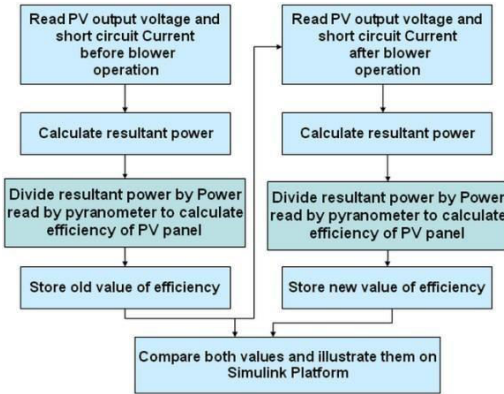 Read PV output voltage and
short circuit Current
before blower
operation
Calculate resultant power
Divide resultant power by Power
read by pyranometer to calculate
efficiency of PV panel
Store old value of efficiency
Read PV output voltage and
short circuit Current
after blower
operation
Calculate resultant power
Divide resultant power by Power
read by pyranometer to calculate
efficiency of PV panel
Store new value of efficiency
Compare both values and illustrate them on
Simulink Platform